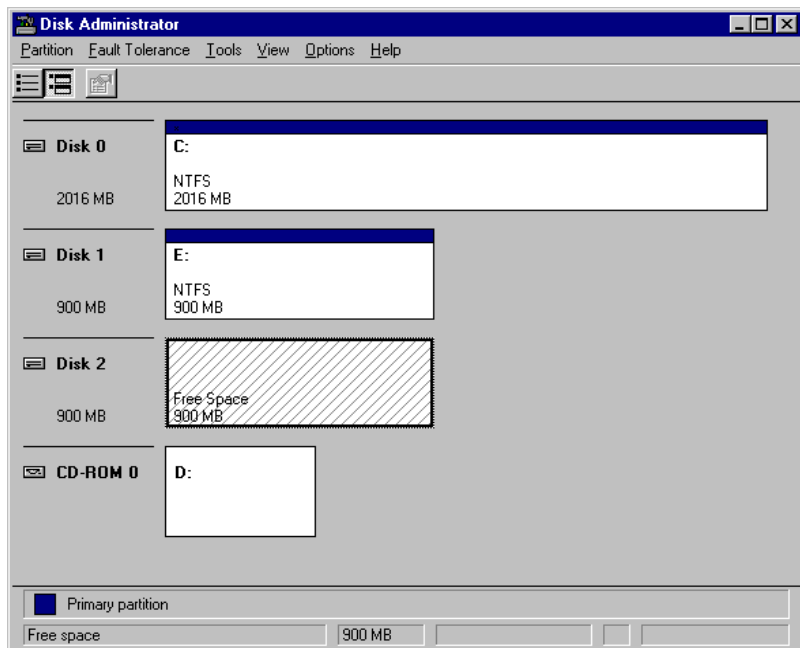 Disk Administrator
Partition Fault Tolerance Tools View Options Help
Disk 0
2016 MB
C:
NTFS
2016 MB
Disk 1
900 MB
E:
NTFS
900 MB
Disk 2
900 MB
Free Space
900 MB
CD-ROM 0
D:
Primary partition
Free space 900 MB